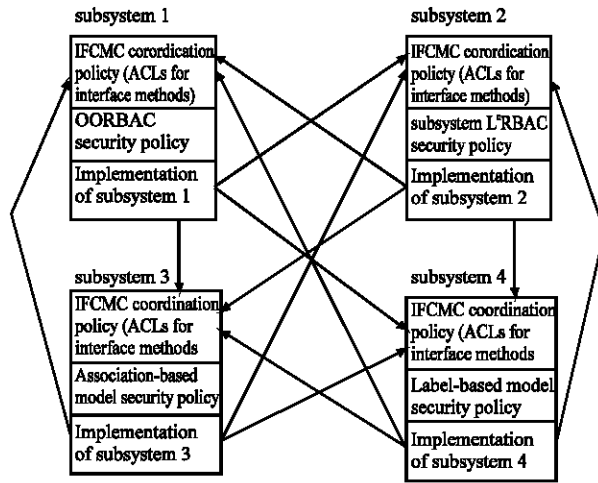 subsystem 1
IFCMC corordication
policty (ACLs for
interface methods)
OORBAC
security policy
Implementation
of subsystem 1
subsystem 2
IFCMC corordication
policty (ACLs for
interface methods)
subsystem L*RBAC
security policy
Implementation
of subsystem 2
subsystem 3
IFCMC coordination
policy (ACLs for
interface methods
Association-based
model security policy
Implementation
of subsystem 3
subsystem 4
IFCMC coordination
policy (ACLs for
interface methods
Label-based model
security policy
Implementation
of subsystem 4